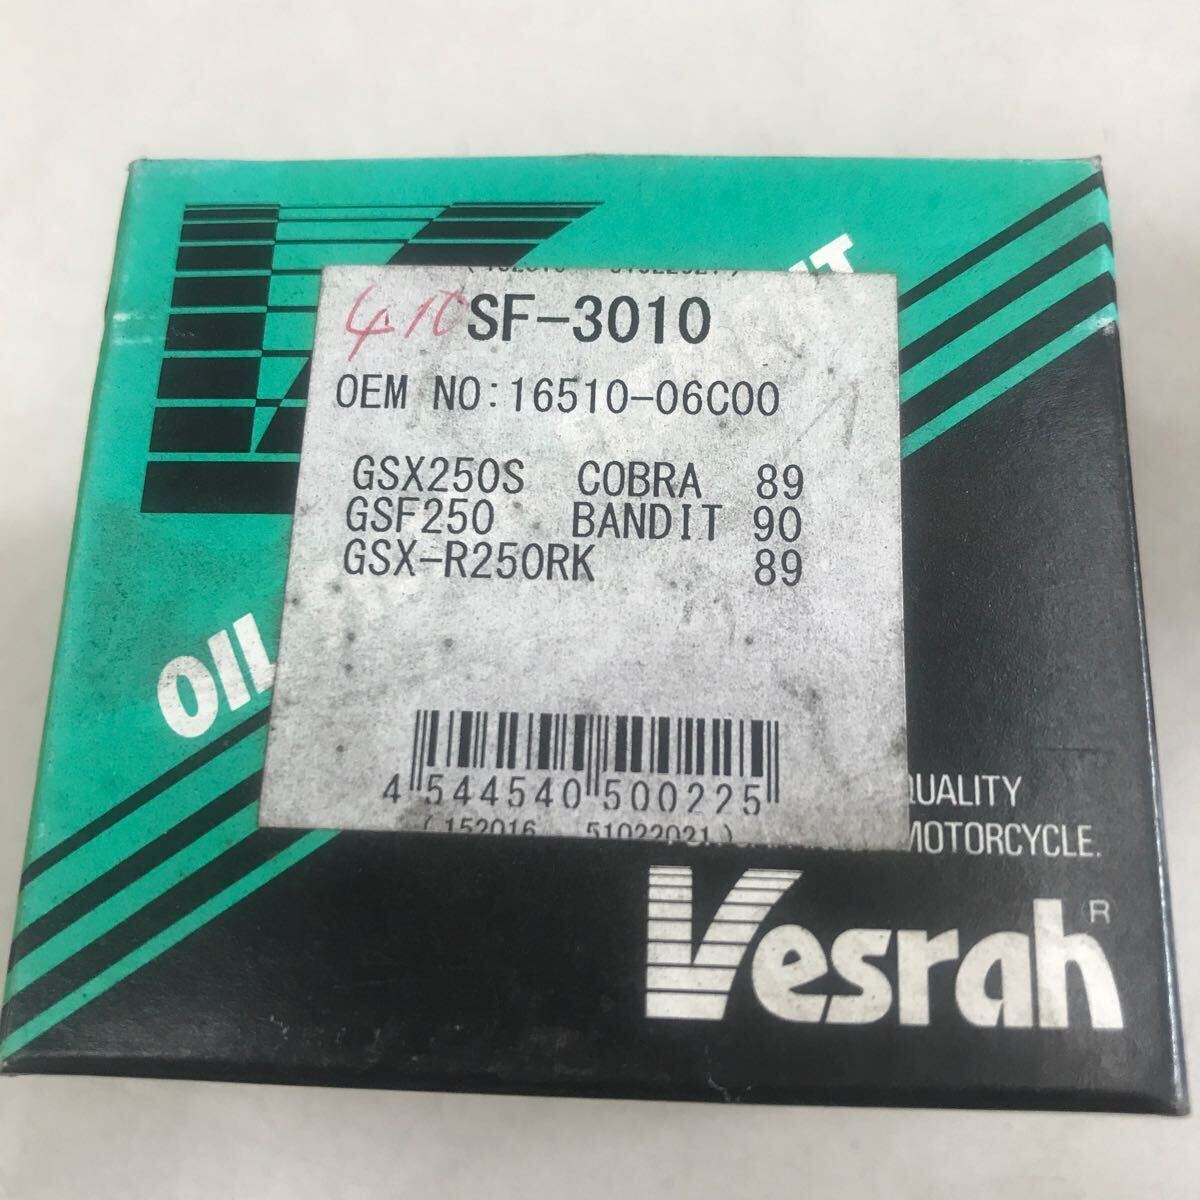 SF-3010
OEM NO:16510-06C00
GSX250S COBRA 89
GSF250 BANDIT 90
GSX-R250RK 89
OIL
4 544540 500225
(152016 51022021)
QUALITY
MOTORCYCLE.
Vesrah R